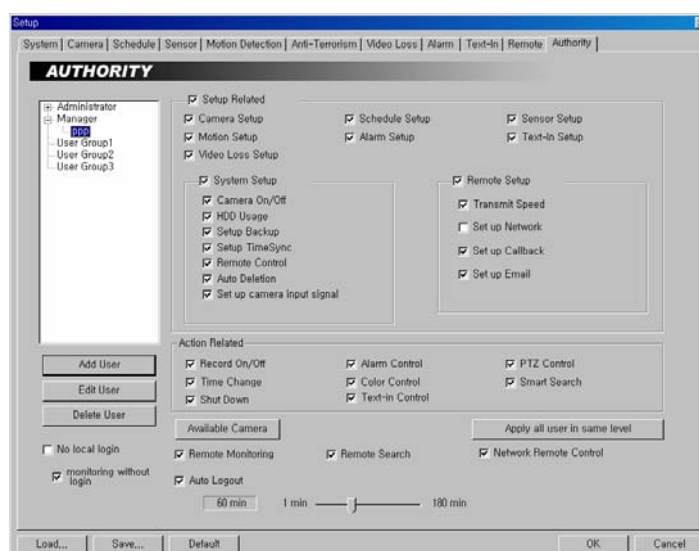 Setup
System | Camera | Schedule | Sensor | Motion Detection | Anti-Terrorism | Video Loss | Alarm | Text-In | Remote | Authority
AUTHORITY
Administrator
Manager
ppp
User Group1
User Group2
User Group3
Setup Related
Camera Setup Schedule Setup Sensor Setup
Motion Setup Alarm Setup Text-In Setup
Video Loss Setup
System Setup
Camera On/Off
HDD Usage
Setup Backup
Setup TimeSync
Remote Control
Auto Deletion
Set up camera input signal
Remote Setup
Transmit Speed
Set up Network
Set up Callback
Set up Email
Action Related
Record On/Off Alarm Control PTZ Control
Time Change Color Control Smart Search
Shut Down Text-in Control
Add User
Edit User
Delete User
No local login
monitoring without
login
Available Camera Apply all user in same level
Remote Monitoring Remote Search Network Remote Control
Auto Logout
60 min 1 min 180 min
Load,,, Save,,, Default OK Cancel